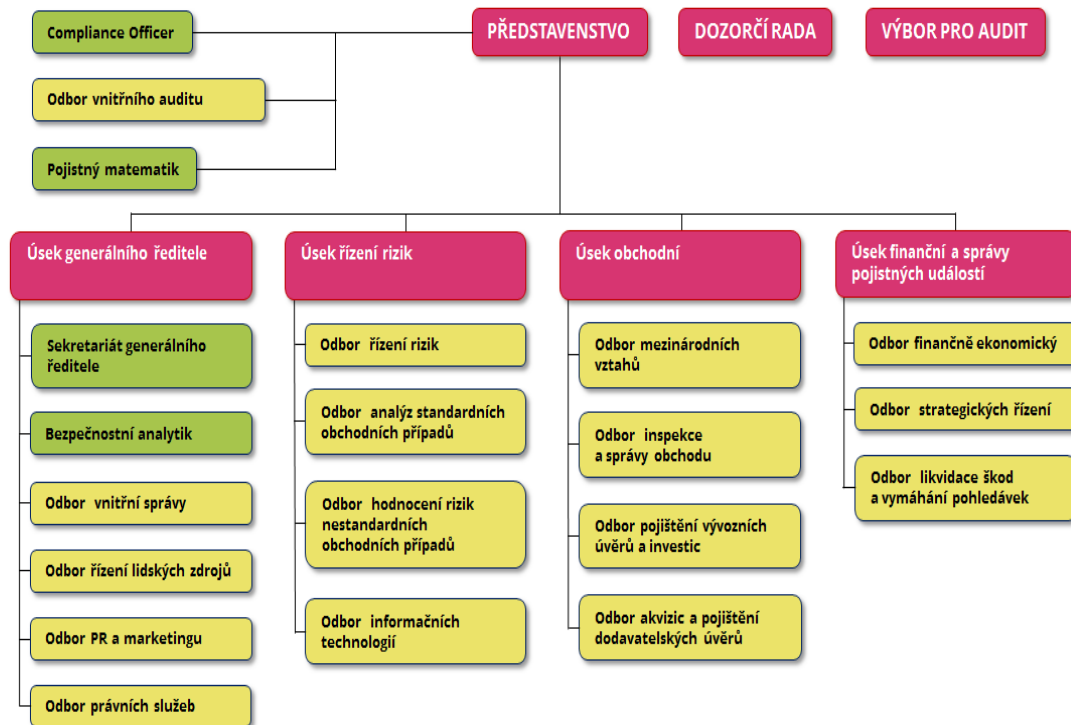 Compliance Officer
PŘEDSTAVENSTVO
DOZORČÍ RADA
VÝBOR PRO AUDIT
Odbor vnitřního auditu
Pojistný matematik
Úsek generálního ředitele
Sekretariát generálního
ředitele
Bezpečnostní analytik
Odbor vnitřní správy
Odbor řízení lidských zdrojů
Odbor PR a marketingu
Odbor právních služeb
Úsek řízení rizik
Odbor řízení rizik
Odbor analýz standardních
obchodních případů
Odbor hodnocení rizik
nestandardních
obchodních případů
Odbor informačních
technologií
Úsek obchodní
Odbor mezinárodních
vztahů
Odbor inspekce
a správy obchodu
Odbor pojištění vývozních
úvěrů a investic
Odbor akvizic a pojištění
dodavatelských úvěrů
Úsek finanční a správy
pojistných událostí
Odbor finančně ekonomický
Odbor strategických řízení
Odbor likvidace škod
a vymáhání pohledávek